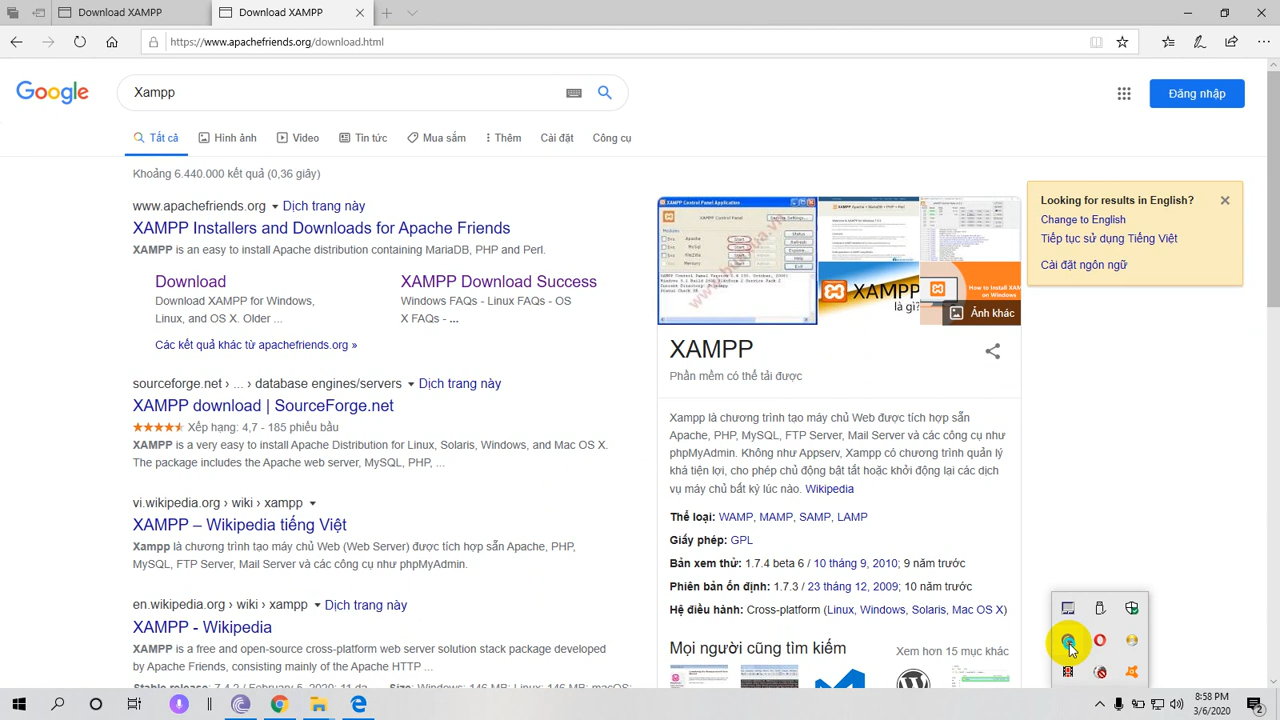 Download XAMPP
Download XAMPP
https://www.apachefriends.org/download.html
Google
Xampp
Đăng nhập
Tất cả
Hình ảnh
Video
Tin tức
Mua sắm
Thêm
Cài đặt
Công cụ
Khoảng 6.440.000 kết quả (0,36 giây)
www.apachefriends.org Dịch trang này
XAMPP Installers and Downloads for Apache Friends
XAMPP is an easy to install Apache distribution containing MariaDB, PHP and Perl.
Download
Download XAMPP for Windows,
Linux, and OS X. Older ...
XAMPP Download Success
Windows FAQs - Linux FAQs - OS
X FAQs - ...
Các kết quả khác từ apachefriends.org »
sourceforge.net › ... › database engines/servers Dịch trang này
XAMPP download | SourceForge.net
Xếp hạng: 4,7 - 185 phiếu bầu
XAMPP is a very easy to install Apache Distribution for Linux, Solaris, Windows, and Mac OS X.
The package includes the Apache web server, MySQL, PHP, ...
vi.wikipedia.org › wiki › xampp
XAMPP – Wikipedia tiếng Việt
Xampp là chương trình tạo máy chủ Web (Web Server) được tích hợp sẵn Apache, PHP,
MySQL, FTP Server, Mail Server và các công cụ như phpMyAdmin.
en.wikipedia.org › wiki › xampp Dịch trang này
XAMPP - Wikipedia
XAMPP is a free and open-source cross-platform web server solution stack package developed
by Apache Friends, consisting mainly of the Apache HTTP ...
XAMPP
là gì?
How to Install XAMPP
on Windows
Ảnh khác
XAMPP
Phần mềm có thể tải được
Xampp là chương trình tạo máy chủ Web được tích hợp sẵn
Apache, PHP, MySQL, FTP Server, Mail Server và các công cụ như
phpMyAdmin. Không như Appserv, Xampp có chương trình quản lý
khá tiện lợi, cho phép chủ động bật tắt hoặc khởi động lại các dịch
vụ máy chủ bất kỳ lúc nào. Wikipedia
Thể loại: WAMP, MAMP, SAMP, LAMP
Giấy phép: GPL
Bản xem thử: 1.7.4 beta 6 / 10 tháng 9, 2010; 9 năm trước
Phiên bản ổn định: 1.7.3 / 23 tháng 12, 2009; 10 năm trước
Hệ điều hành: Cross-platform (Linux, Windows, Solaris, Mac OS X)
Mọi người cũng tìm kiếm
Xem hơn 15 mục khác
Looking for results in English?
Change to English
Tiếp tục sử dụng Tiếng Việt
Cài đặt ngôn ngữ
8:58 PM
3/6/2020
2